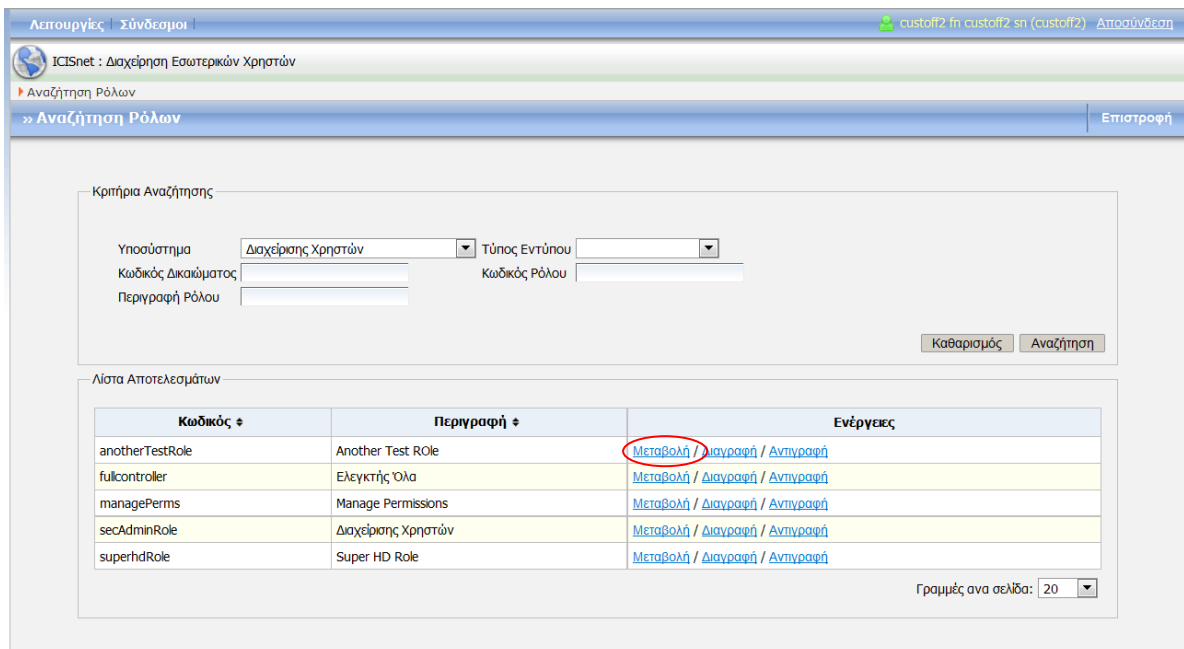 Λειτουργίες Σύνδεσμοι custoff2 fn custoff2 sn (custoff2) Αποσύνδεση
ICISnet : Διαχείρηση Εσωτερικών Χρηστών
Αναζήτηση Ρόλων
» Αναζήτηση Ρόλων Επιστροφή
Κριτήρια Αναζήτησης
Υποσύστημα Διαχείρισης Χρηστών Τύπος Εντύπου
Κωδικός Δικαιώματος Κωδικός Ρόλου
Περιγραφή Ρόλου
Καθαρισμός Αναζήτηση
Λίστα Αποτελεσμάτων
Κωδικός Περιγραφή Ενέργειες
anotherTestRole Another Test ROle Μεταβολή / Διαγραφή / Αντιγραφή
fullcontroller Ελεγκτής Όλα Μεταβολή / Διαγραφή / Αντιγραφή
managePerms Manage Permissions Μεταβολή / Διαγραφή / Αντιγραφή
secAdminRole Διαχείρισης Χρηστών Μεταβολή / Διαγραφή / Αντιγραφή
superhdRole Super HD Role Μεταβολή / Διαγραφή / Αντιγραφή
Γραμμές ανα σελίδα: 20